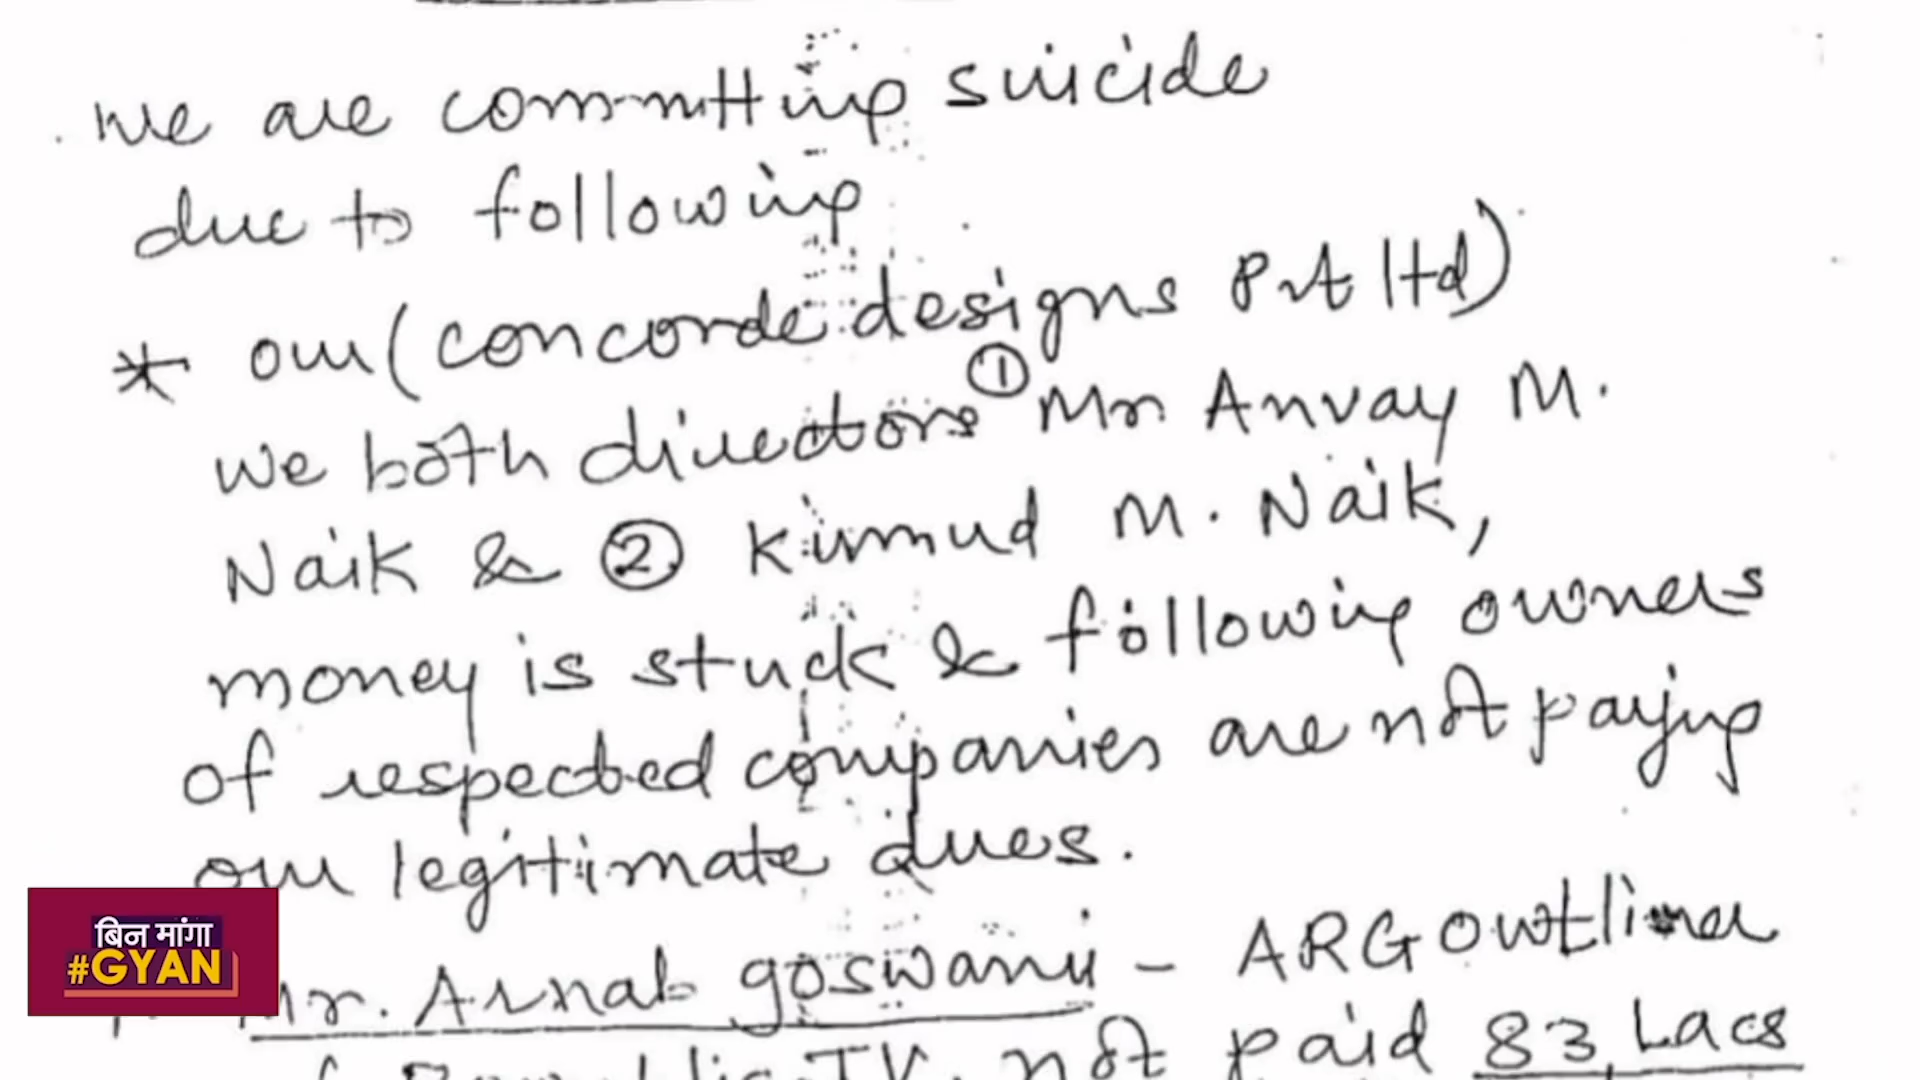 We are committing suicide
due to following
* our (concorde designs Pvt ltd)
we both directors ① Mr Anvay M.
Naik & ② Kumud M. Naik,
money is stuck & following owners
of respected companies are not paying
our legitimate dues.
Mr. Arnab goswami - ARG Outlier
Republic TV. not paid 83 Lacs
बिन मांगा
#GYAN